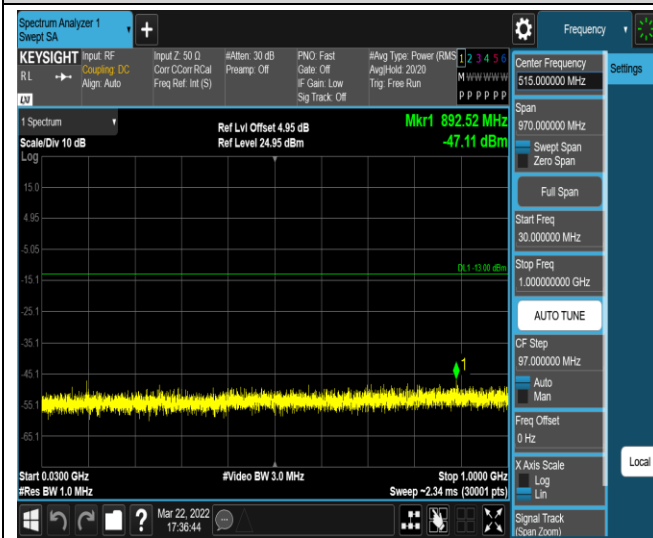 Spectrum Analyzer 1
Swept SA
+
Frequency
KEYSIGHT
RL
LXI
Input: RF
Coupling: DC
Align: Auto
Input Z: 50 Ω
Corr CCorr RCal
Freq Ref: Int (S)
#Atten: 30 dB
Preamp: Off
PNO: Fast
Gate: Off
IF Gain: Low
Sig Track: Off
#Avg Type: Power (RMS
Avg|Hold: 20/20
Trig: Free Run
1 2 3 4 5 6
M W W W W W
P P P P P P
1 Spectrum
Scale/Div 10 dB
Log
Ref Lvl Offset 4.95 dB
Ref Level 24.95 dBm
Mkr1 892.52 MHz
-47.11 dBm
15.0
4.95
-5.05
DL1 -13.00 dBm
-15.1
-25.1
-35.1
-45.1
1
-55.1
-65.1
Start 0.0300 GHz
#Res BW 1.0 MHz
#Video BW 3.0 MHz
Stop 1.0000 GHz
Sweep ~2.34 ms (30001 pts)
?
Mar 22, 2022
17:36:44
Center Frequency
515.000000 MHz
Span
970.000000 MHz
Swept Span
Zero Span
Full Span
Start Freq
30.000000 MHz
Stop Freq
1.000000000 GHz
AUTO TUNE
CF Step
97.000000 MHz
Auto
Man
Freq Offset
0 Hz
X Axis Scale
Log
Lin
Signal Track
(Span Zoom)
Settings
Local